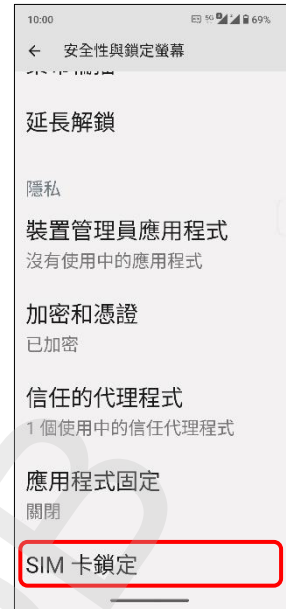 10:00 5G 69%
← 安全性與鎖定螢幕
延長解鎖
隱私
裝置管理員應用程式
沒有使用中的應用程式
加密和憑證
已加密
信任的代理程式
1 個使用中的信任代理程式
應用程式固定
關閉
SIM 卡鎖定